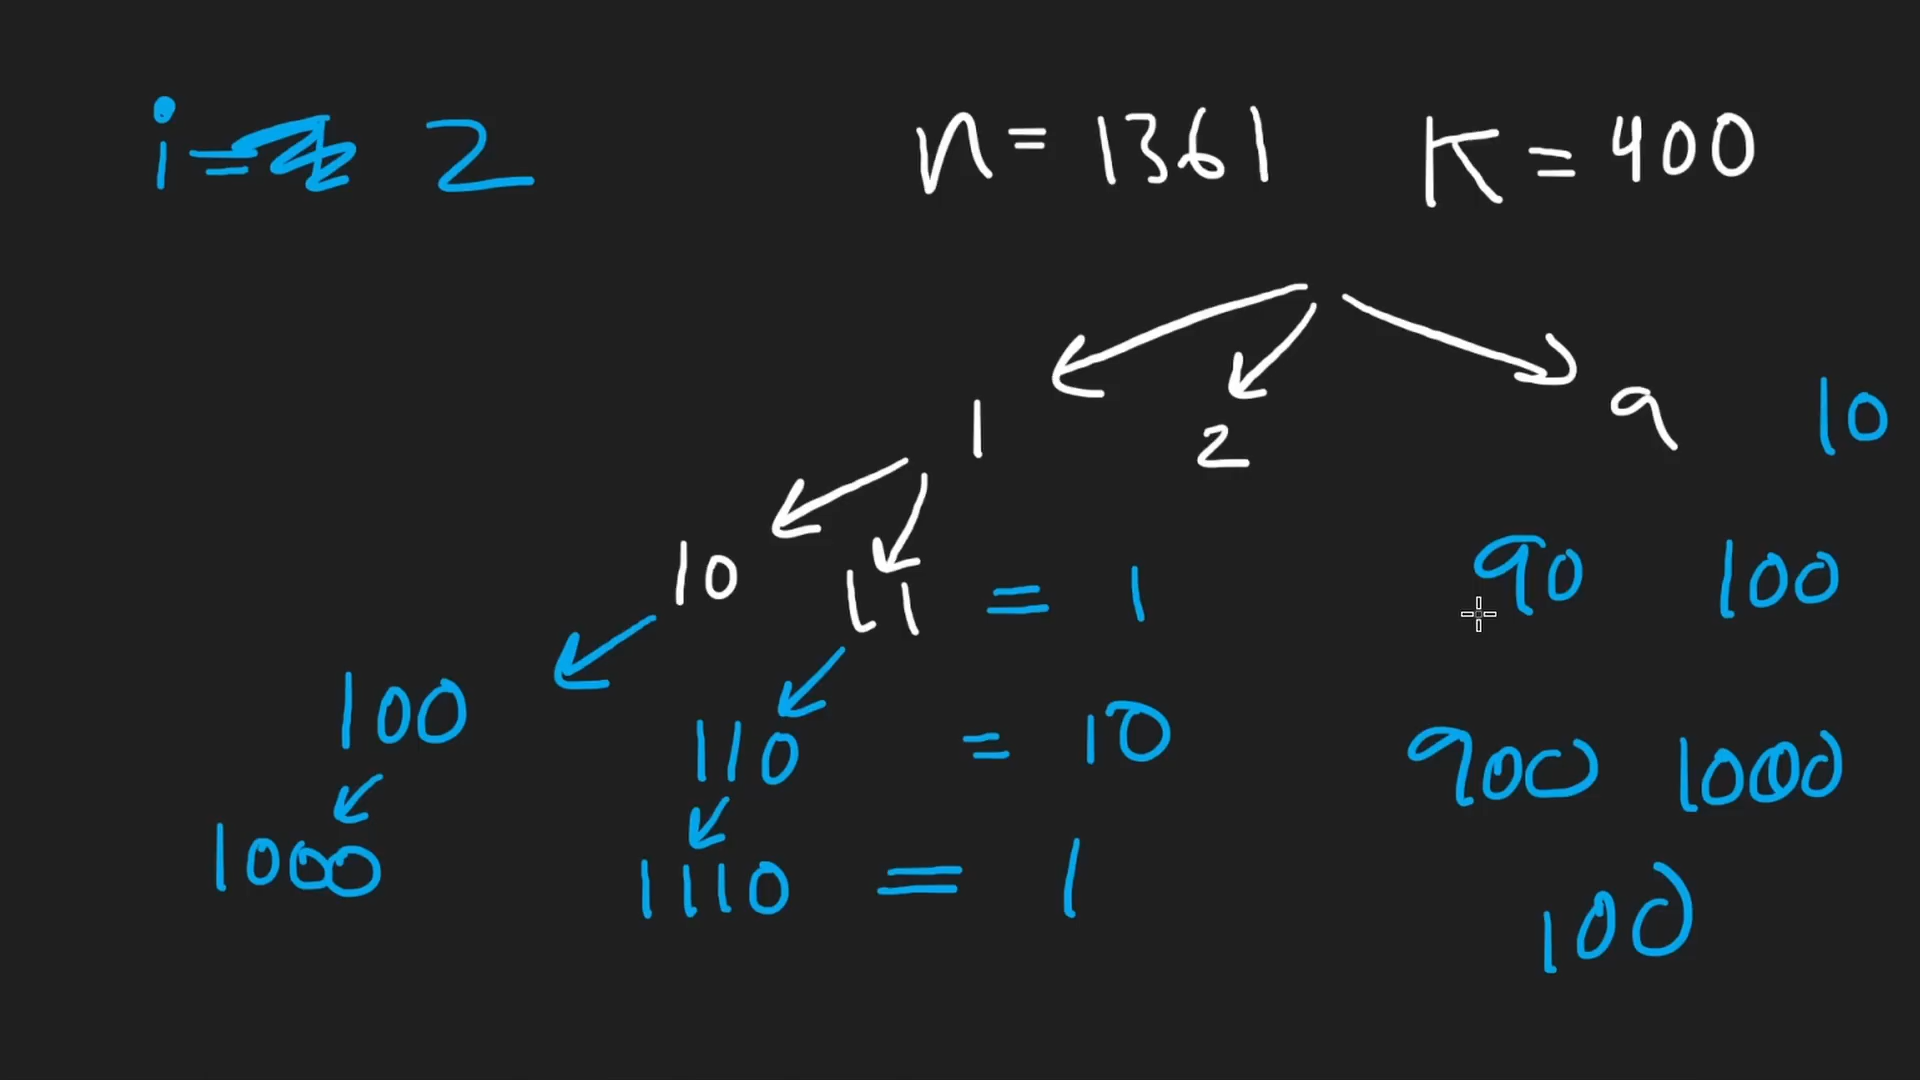 i = 2 n = 1361 K = 400
1 2 9 10
10 11 = 1 90 100
100 110 = 10 900 1000
1000 1110 = 1 100